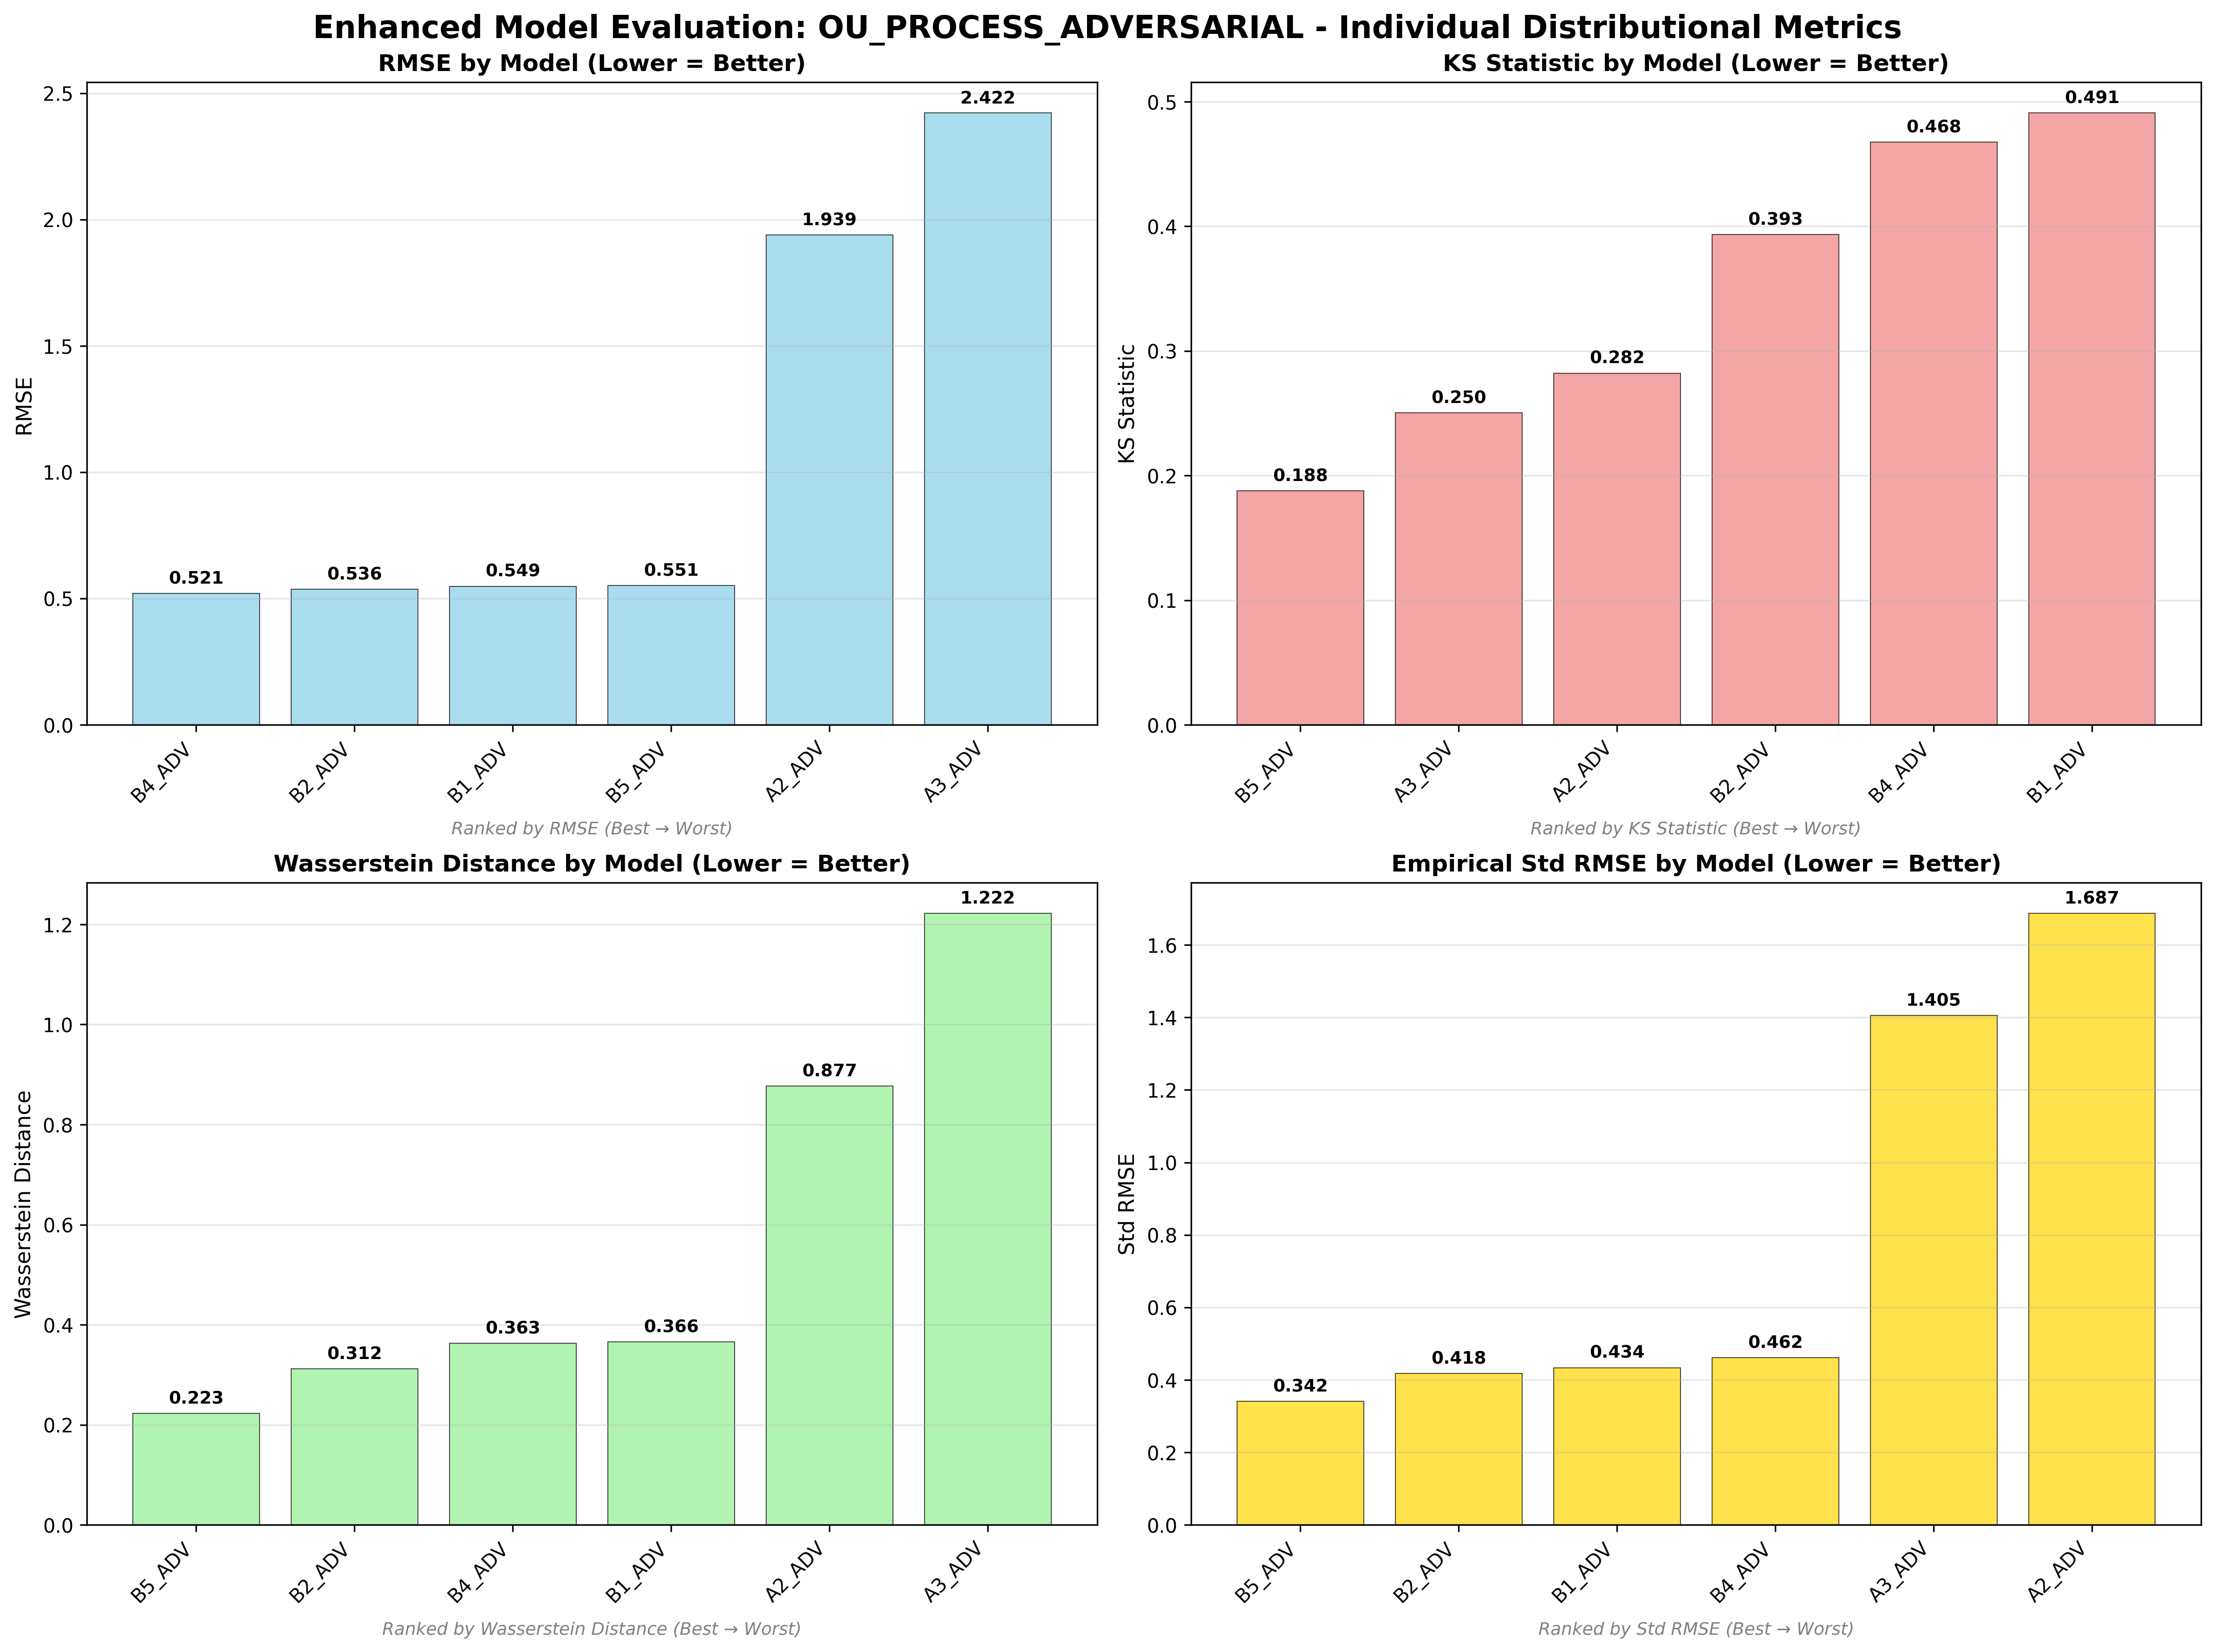 Enhanced Model Evaluation: OU_PROCESS_ADVERSARIAL - Individual Distributional Metrics
RMSE by Model (Lower = Better)
2.5
2.0
1.5
1.0
0.5
0.0
RMSE
0.521
0.536
0.549
0.551
1.939
2.422
B4_ADV
B2_ADV
B1_ADV
B5_ADV
A2_ADV
A3_ADV
Ranked by RMSE (Best → Worst)
KS Statistic by Model (Lower = Better)
0.5
0.4
0.3
0.2
0.1
0.0
KS Statistic
0.188
0.250
0.282
0.393
0.468
0.491
B5_ADV
A3_ADV
A2_ADV
B2_ADV
B4_ADV
B1_ADV
Ranked by KS Statistic (Best → Worst)
Wasserstein Distance by Model (Lower = Better)
1.2
1.0
0.8
0.6
0.4
0.2
0.0
Wasserstein Distance
0.223
0.312
0.363
0.366
0.877
1.222
B5_ADV
B2_ADV
B4_ADV
B1_ADV
A2_ADV
A3_ADV
Ranked by Wasserstein Distance (Best → Worst)
Empirical Std RMSE by Model (Lower = Better)
1.6
1.4
1.2
1.0
0.8
0.6
0.4
0.2
0.0
Std RMSE
0.342
0.418
0.434
0.462
1.405
1.687
B5_ADV
B2_ADV
B1_ADV
B4_ADV
A3_ADV
A2_ADV
Ranked by Std RMSE (Best → Worst)